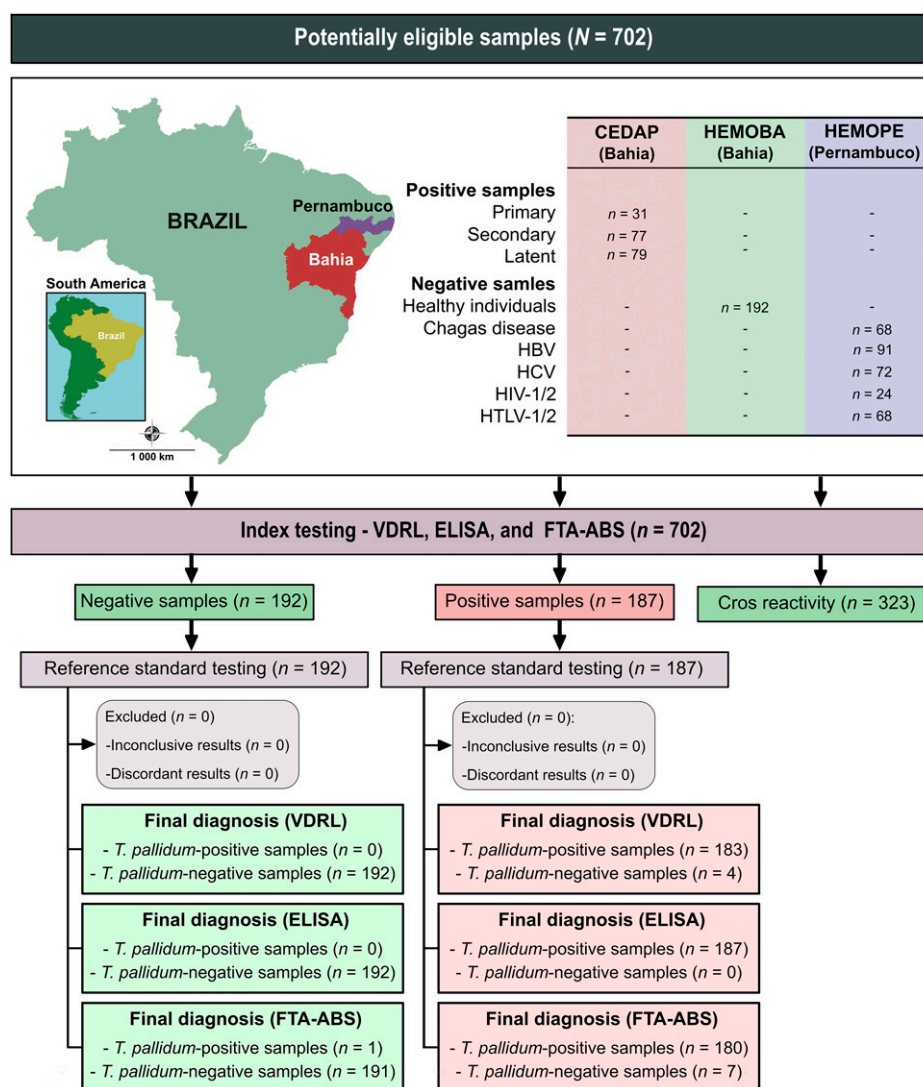 Potentially eligible samples (N = 702)
CEDAP HEMOBA HEMOPE
(Bahia) (Bahia) (Pernambuco)
Positive samples
Primary n = 31 - -
Secondary n = 77 - -
Latent n = 79 - -
Negative samles
Healthy individuals - n = 192 -
Chagas disease - - n = 68
HBV - - n = 91
HCV - - n = 72
HIV-1/2 - - n = 24
HTLV-1/2 - - n = 68
BRAZIL
Pernambuco
Bahia
South America
Brazil
1 000 km
Index testing - VDRL, ELISA, and FTA-ABS (n = 702)
Negative samples (n = 192)
Positive samples (n = 187)
Cros reactivity (n = 323)
Reference standard testing (n = 192)
Reference standard testing (n = 187)
Excluded (n = 0)
-Inconclusive results (n = 0)
-Discordant results (n = 0)
Excluded (n = 0):
-Inconclusive results (n = 0)
-Discordant results (n = 0)
Final diagnosis (VDRL)
- T. pallidum-positive samples (n = 0)
- T. pallidum-negative samples (n = 192)
Final diagnosis (VDRL)
- T. pallidum-positive samples (n = 183)
- T. pallidum-negative samples (n = 4)
Final diagnosis (ELISA)
- T. pallidum-positive samples (n = 0)
- T. pallidum-negative samples (n = 192)
Final diagnosis (ELISA)
- T. pallidum-positive samples (n = 187)
- T. pallidum-negative samples (n = 0)
Final diagnosis (FTA-ABS)
- T. pallidum-positive samples (n = 1)
- T. pallidum-negative samples (n = 191)
Final diagnosis (FTA-ABS)
- T. pallidum-positive samples (n = 180)
- T. pallidum-negative samples (n = 7)